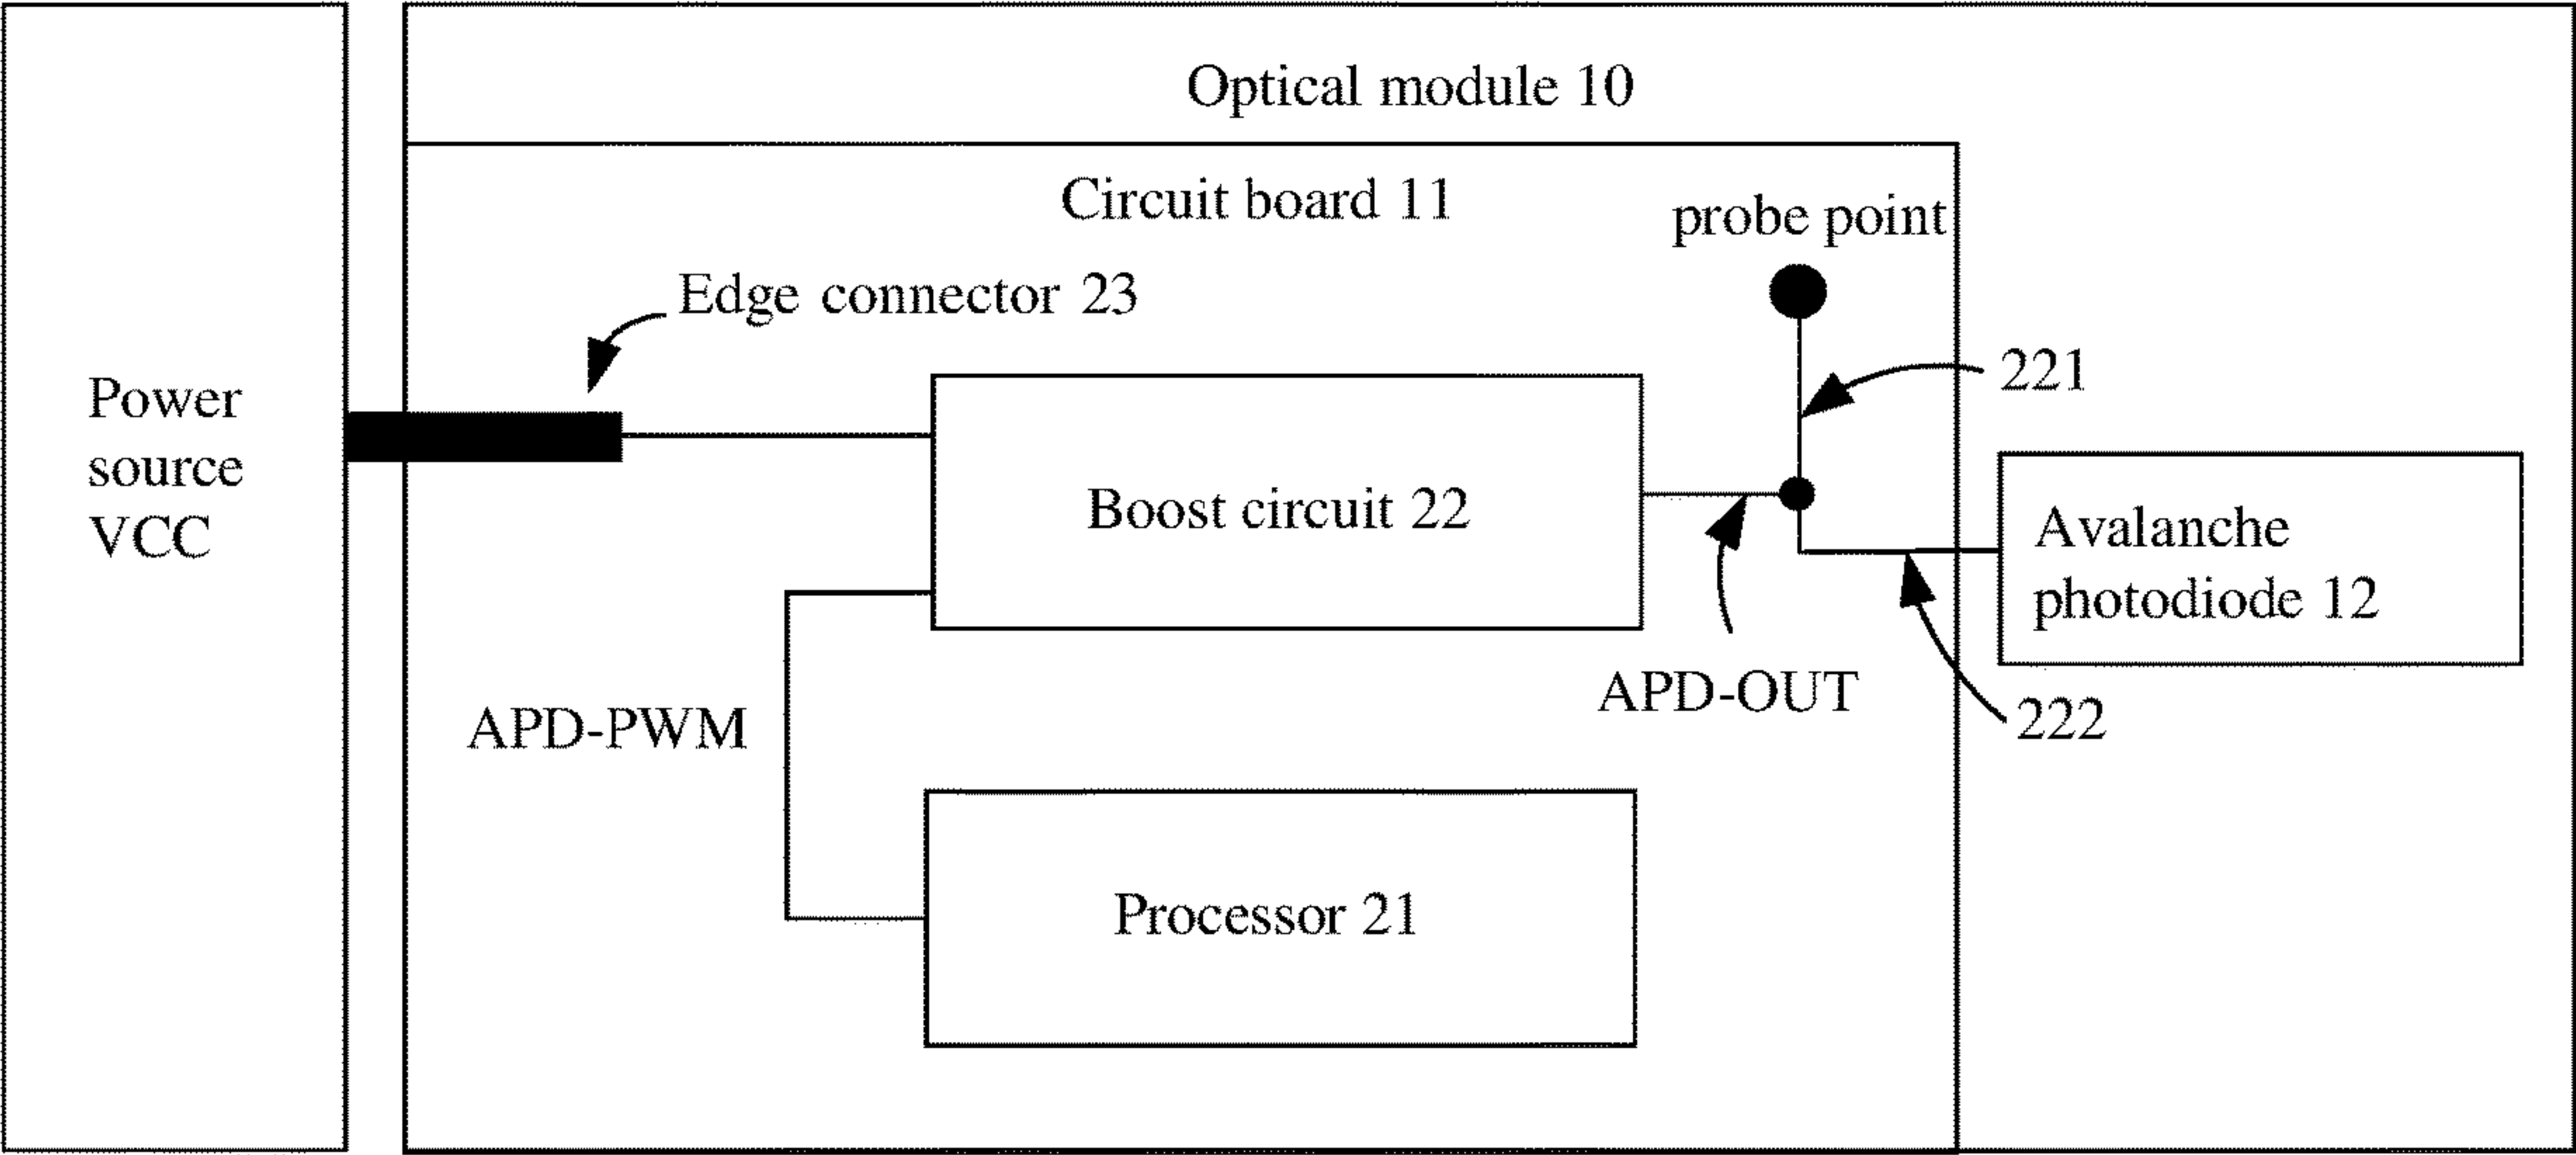 Optical module 10
Circuit board 11
probe point
Edge connector 23
221
Power
source
VCC
Boost circuit 22
Avalanche
photodiode 12
APD-OUT
222
APD-PWM
Processor 21